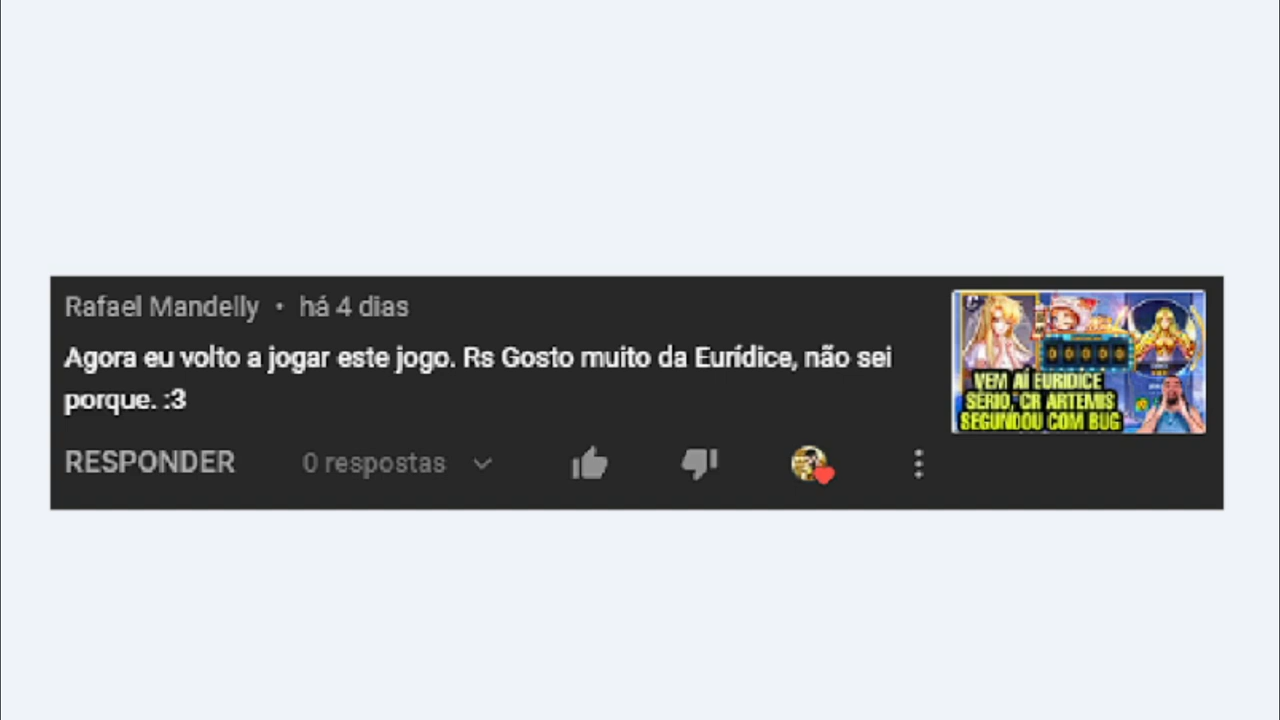 Rafael Mandelly • há 4 dias
Agora eu volto a jogar este jogo. Rs Gosto muito da Eurídice, não sei
porque. :3
VEM AÍ EURIDICE
SERIO, CR ARTEMIS
SEGUNDOU COM BUG
RESPONDER 0 respostas